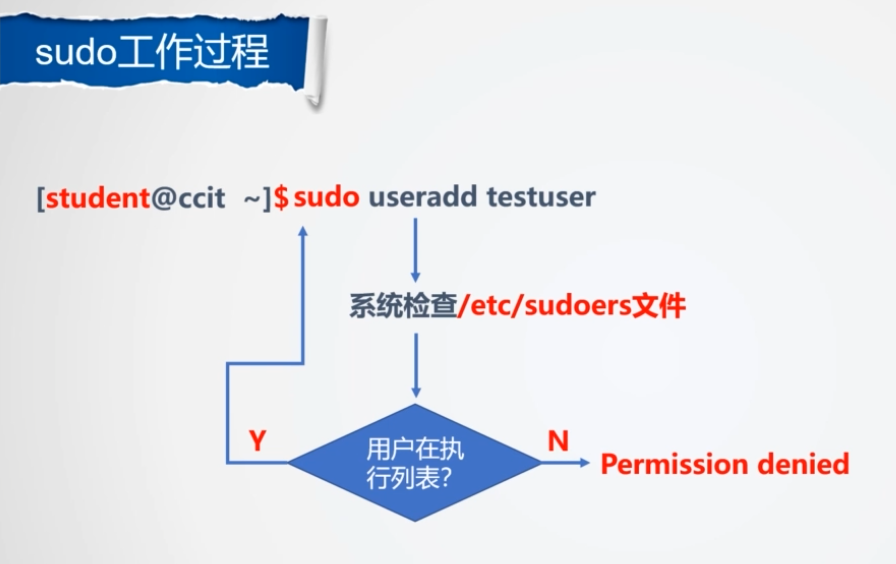 sudo工作过程
[student@ccit ~]$ sudo useradd testuser
系统检查/etc/sudoers文件
Y
用户在执
行列表?
N
Permission denied